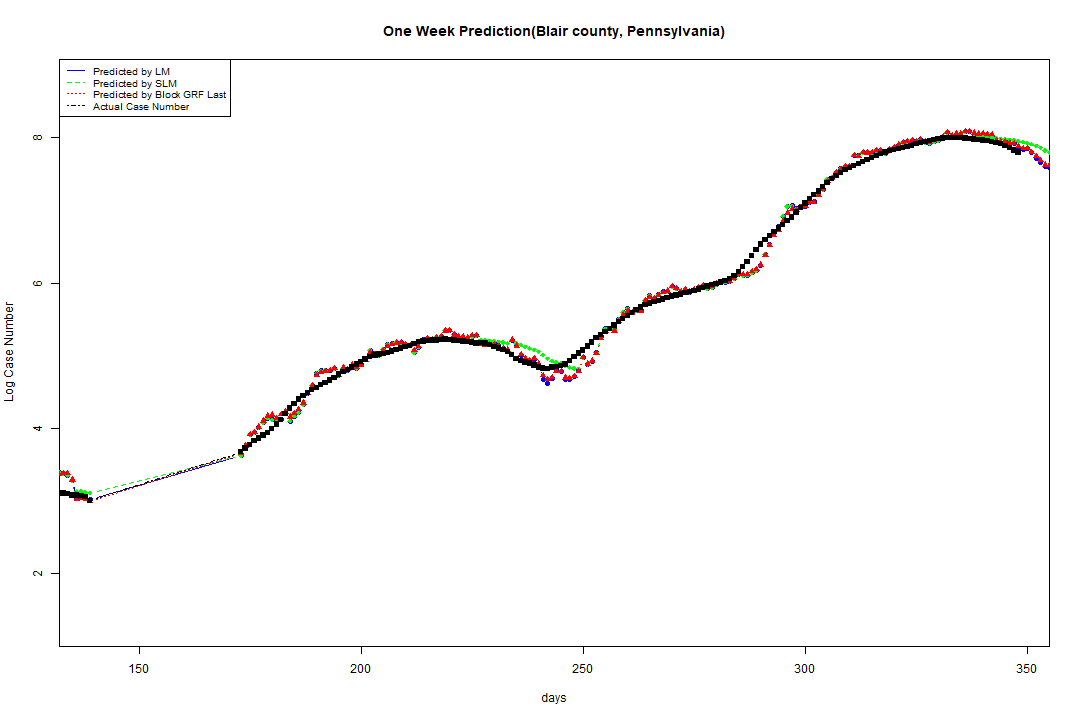 One Week Prediction(Blair county, Pennsylvania)
Predicted by LM
Predicted by SLM
Predicted by Block GRF Last
Actual Case Number
8
6
4
2
Log Case Number
150 200 250 300 350
days